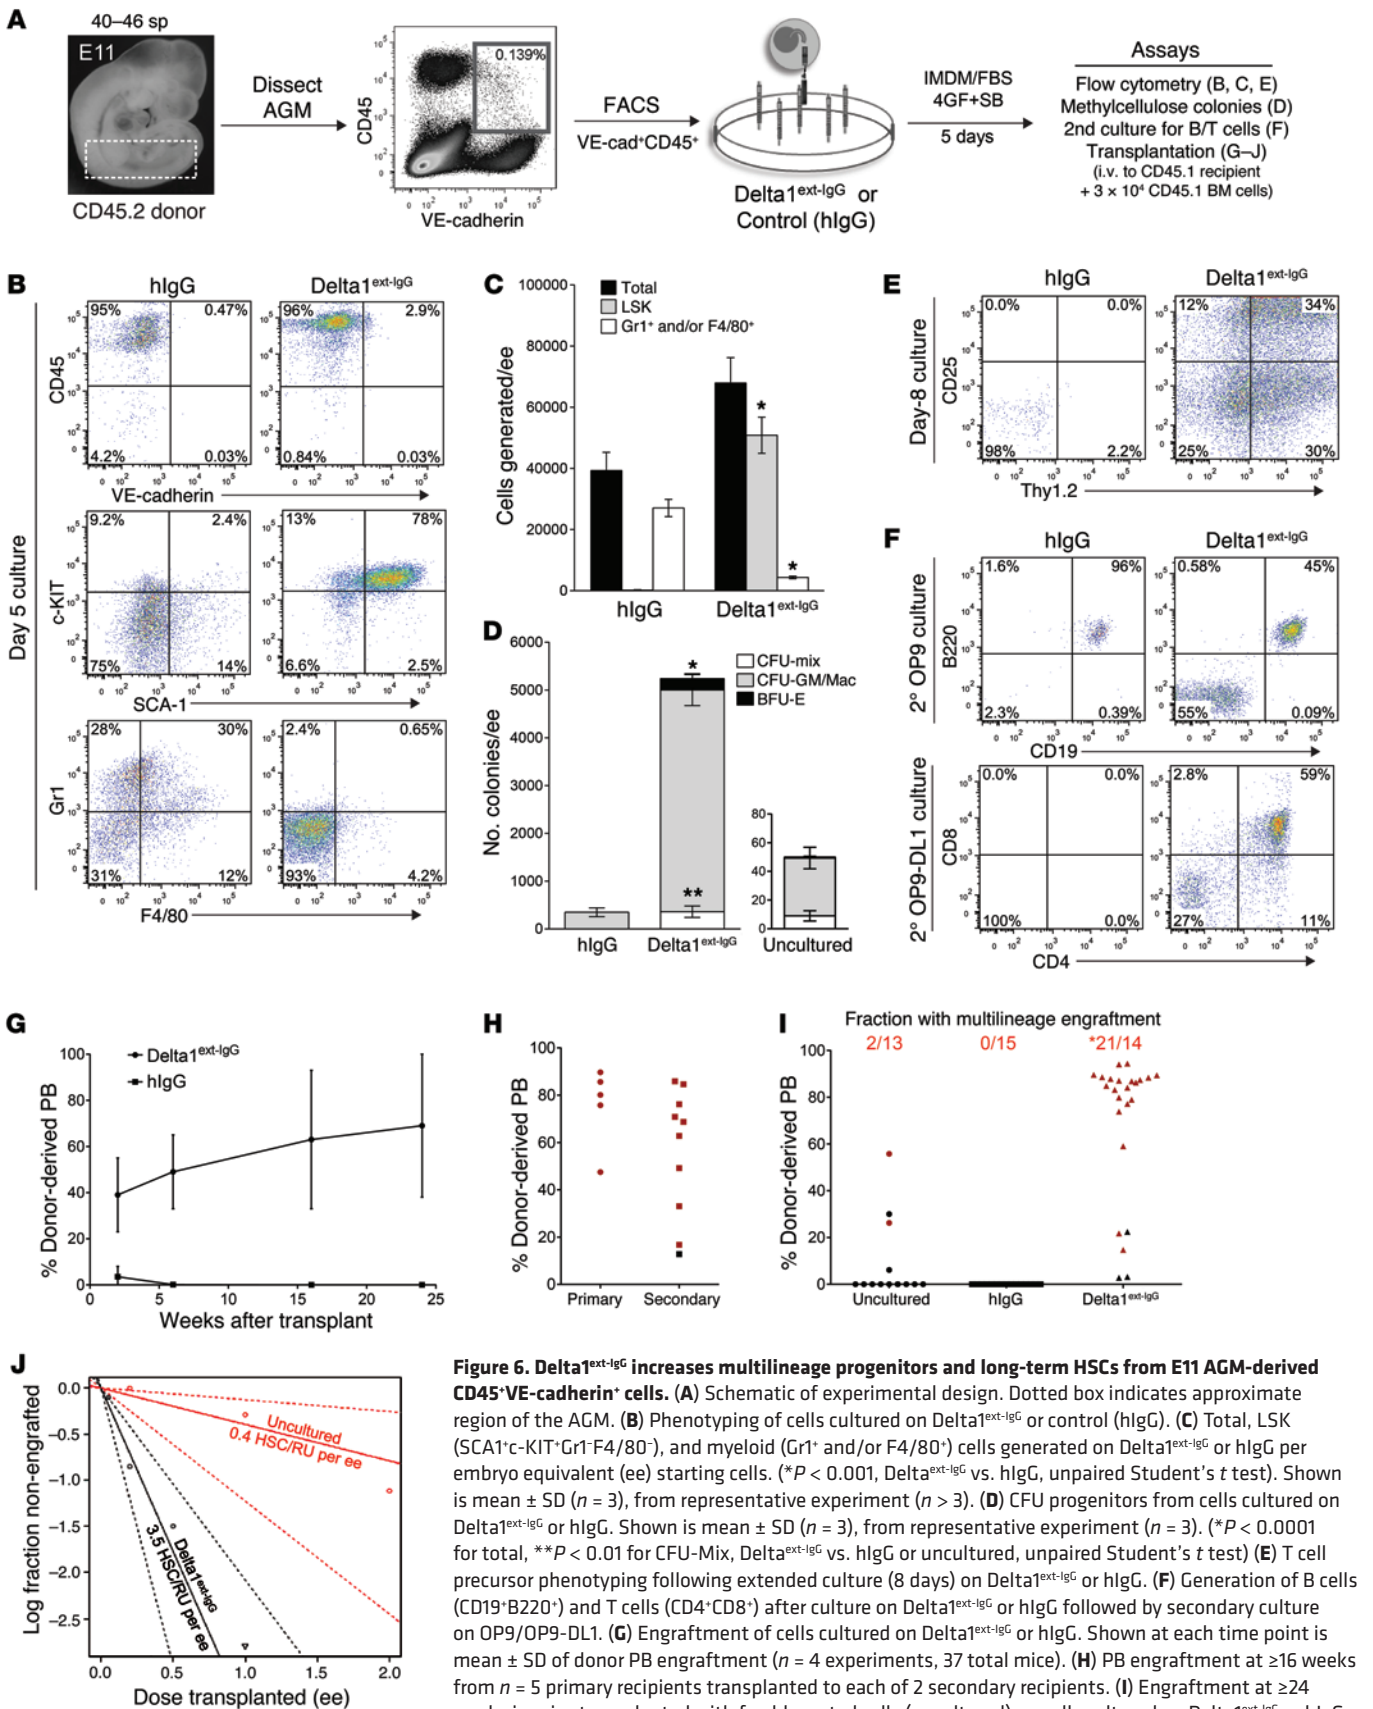 A
40–46 sp
E11
CD45.2 donor
Dissect
AGM
CD45
0.139%
10⁵
10⁴
10²
0
0 10² 10³ 10⁴ 10⁵
VE-cadherin
FACS
VE-cad⁺CD45⁺
Delta1ext-IgG or
Control (hIgG)
IMDM/FBS
4GF+SB
5 days
Assays
Flow cytometry (B, C, E)
Methylcellulose colonies (D)
2nd culture for B/T cells (F)
Transplantation (G–J)
(i.v. to CD45.1 recipient
+ 3 × 10⁴ CD45.1 BM cells)
B
Day 5 culture
hIgG
Delta1ext-IgG
CD45
95% 0.47%
4.2% 0.03%
96% 2.9%
0.84% 0.03%
VE-cadherin
c-KIT
9.2% 2.4%
75% 14%
13% 78%
6.6% 2.5%
SCA-1
Gr1
28% 30%
31% 12%
2.4% 0.65%
93% 4.2%
F4/80
C
Cells generated/ee
100000
80000
60000
40000
20000
0
Total
LSK
Gr1⁺ and/or F4/80⁺
*
*
hIgG
Delta1ext-IgG
D
No. colonies/ee
6000
5000
4000
3000
2000
1000
0
CFU-mix
CFU-GM/Mac
BFU-E
*
**
80
60
40
20
0
hIgG
Delta1ext-IgG
Uncultured
E
Day-8 culture
hIgG
Delta1ext-IgG
CD25
0.0% 0.0%
98% 2.2%
12% 34%
25% 30%
Thy1.2
F
2° OP9 culture
hIgG
Delta1ext-IgG
B220
1.6% 96%
2.3% 0.39%
0.58% 45%
55% 0.09%
CD19
2° OP9-DL1 culture
CD8
0.0% 0.0%
100% 0.0%
2.8% 59%
27% 11%
CD4
G
% Donor-derived PB
100
80
60
40
20
0
Delta1ext-IgG
hIgG
0 5 10 15 20 25
Weeks after transplant
H
% Donor-derived PB
100
80
60
40
20
0
Primary Secondary
I
Fraction with multilineage engraftment
2/13 0/15 *21/14
% Donor-derived PB
100
80
60
40
20
0
Uncultured hIgG Delta1ext-IgG
J
Log fraction non-engrafted
0.0
−0.5
−1.0
−1.5
−2.0
−2.5
Uncultured
0.4 HSC/RU per ee
Delta1ext-IgG
3.5 HSC/RU per ee
0.0 0.5 1.0 1.5 2.0
Dose transplanted (ee)
Figure 6. Delta1ext-IgG increases multilineage progenitors and long-term HSCs from E11 AGM-derived
CD45⁺VE-cadherin⁺ cells. (A) Schematic of experimental design. Dotted box indicates approximate
region of the AGM. (B) Phenotyping of cells cultured on Delta1ext-IgG or control (hIgG). (C) Total, LSK
(SCA1⁺c-KIT⁺Gr1⁻F4/80⁻), and myeloid (Gr1⁺ and/or F4/80⁺) cells generated on Delta1ext-IgG or hIgG per
embryo equivalent (ee) starting cells. (*P < 0.001, Deltaext-IgG vs. hIgG, unpaired Student's t test). Shown
is mean ± SD (n = 3), from representative experiment (n > 3). (D) CFU progenitors from cells cultured on
Delta1ext-IgG or hIgG. Shown is mean ± SD (n = 3), from representative experiment (n = 3). (*P < 0.0001
for total, **P < 0.01 for CFU-Mix, Deltaext-IgG vs. hIgG or uncultured, unpaired Student's t test) (E) T cell
precursor phenotyping following extended culture (8 days) on Delta1ext-IgG or hIgG. (F) Generation of B cells
(CD19⁺B220⁺) and T cells (CD4⁺CD8⁺) after culture on Delta1ext-IgG or hIgG followed by secondary culture
on OP9/OP9-DL1. (G) Engraftment of cells cultured on Delta1ext-IgG or hIgG. Shown at each time point is
mean ± SD of donor PB engraftment (n = 4 experiments, 37 total mice). (H) PB engraftment at ≥16 weeks
from n = 5 primary recipients transplanted to each of 2 secondary recipients. (I) Engraftment at ≥24